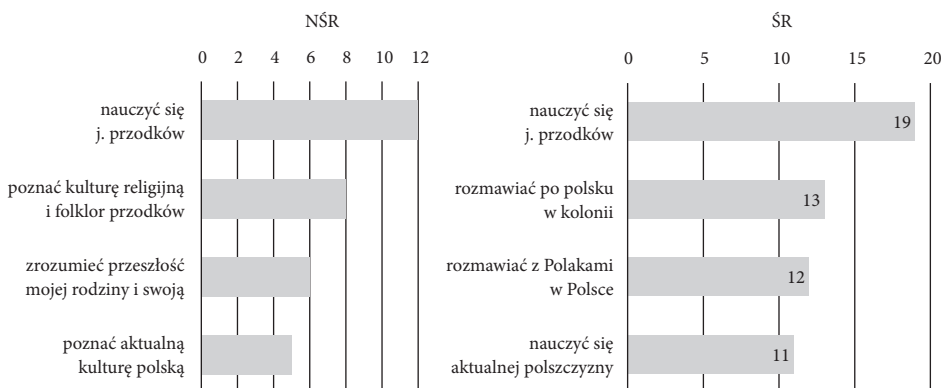 NŚR
0 2 4 6 8 10 12
nauczyć się
j. przodków
poznać kulturę religijną
i folklor przodków
zrozumieć przeszłość
mojej rodziny i swoją
poznać aktualną
kulturę polską
ŚR
0 5 10 15 20
nauczyć się
j. przodków
19
rozmawiać po polsku
w kolonii
13
rozmawiać z Polakami
w Polsce
12
nauczyć się
aktualnej polszczyzny
11